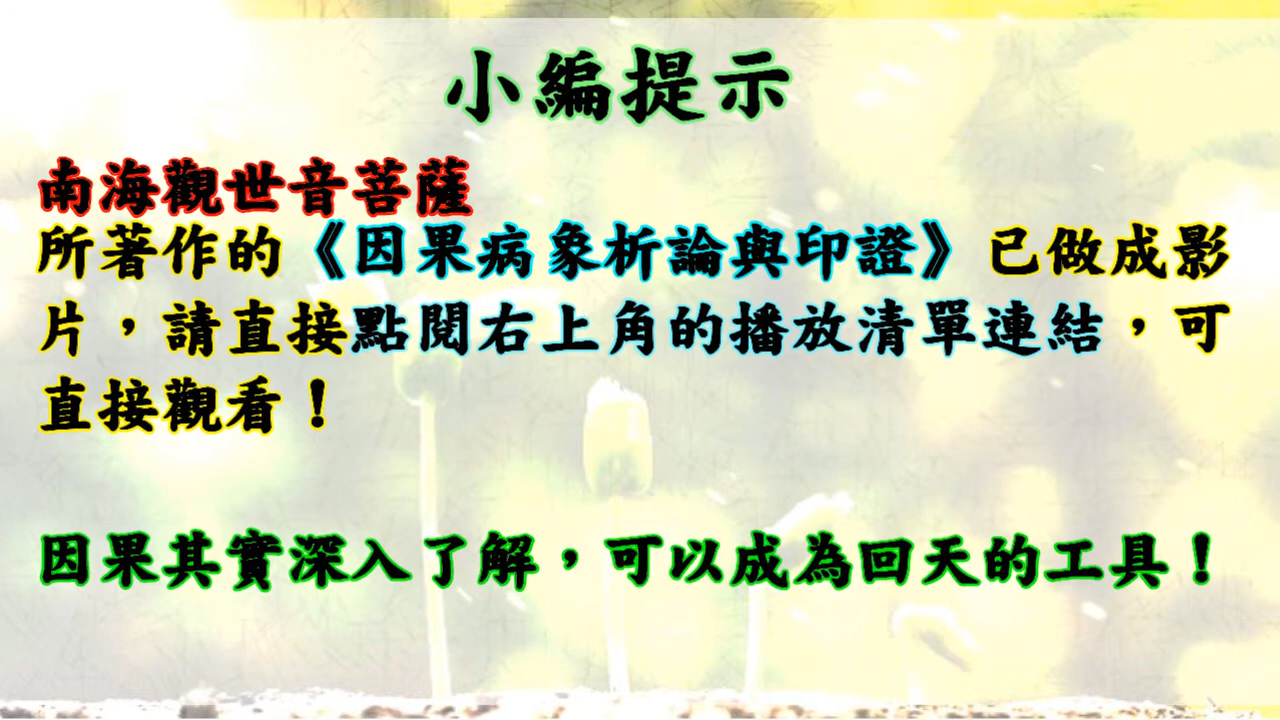 小編提示
南海觀世音菩薩
所著作的《因果病象析論與印證》已做成影
片，請直接點閱右上角的播放清單連結，可
直接觀看！
因果其實深入了解，可以成為回天的工具！